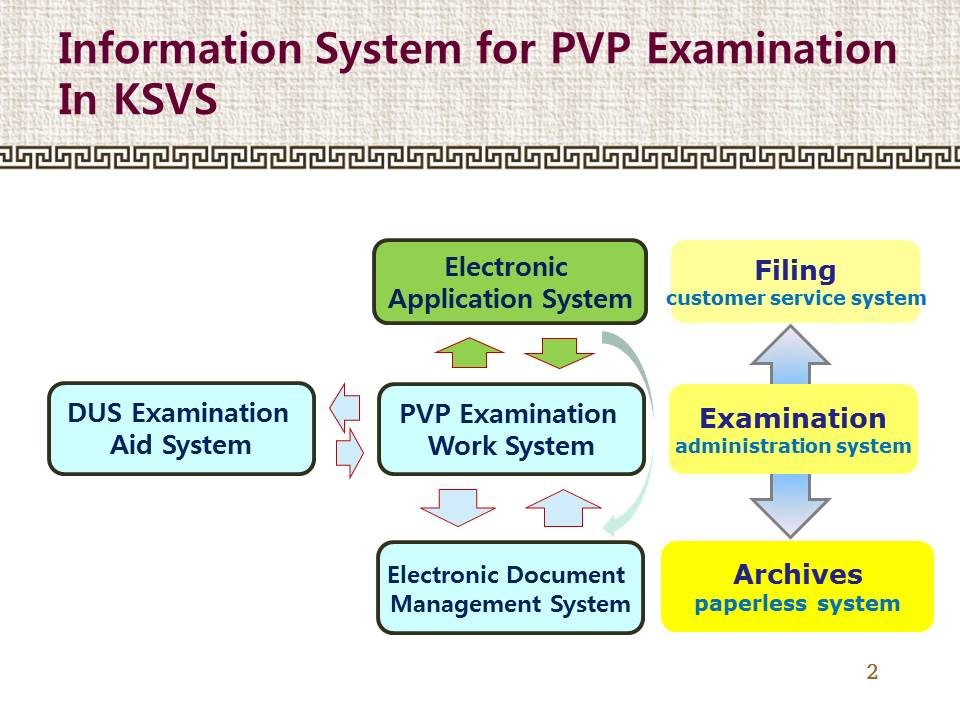 Information System for PVP Examination
In KSVS
Electronic
Application System
Filing
customer service system
DUS Examination
Aid System
PVP Examination
Work System
Examination
administration system
Electronic Document
Management System
Archives
paperless system
2